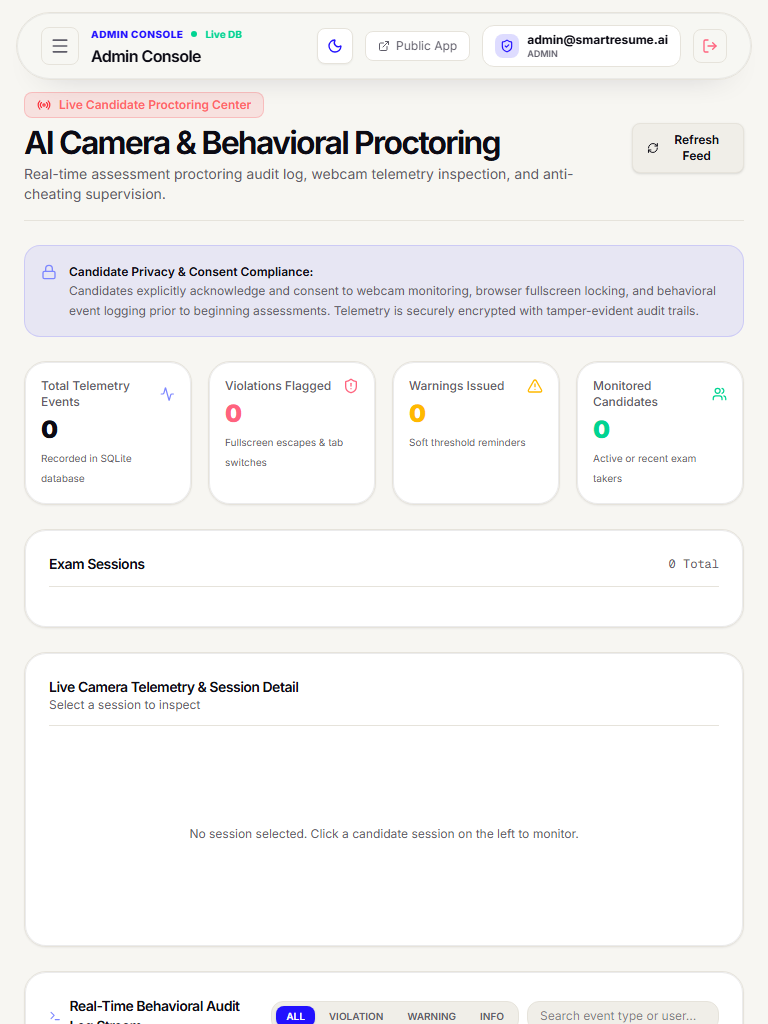 ADMIN CONSOLE Live DB
Admin Console
Public App
admin@smartresume.ai
ADMIN
Live Candidate Proctoring Center
AI Camera & Behavioral Proctoring
Real-time assessment proctoring audit log, webcam telemetry inspection, and anti-
cheating supervision.
Refresh
Feed
Candidate Privacy & Consent Compliance:
Candidates explicitly acknowledge and consent to webcam monitoring, browser fullscreen locking, and behavioral
event logging prior to beginning assessments. Telemetry is securely encrypted with tamper-evident audit trails.
Total Telemetry
Events
0
Recorded in SQLite
database
Violations Flagged
0
Fullscreen escapes & tab
switches
Warnings Issued
0
Soft threshold reminders
Monitored
Candidates
0
Active or recent exam
takers
Exam Sessions
0 Total
Live Camera Telemetry & Session Detail
Select a session to inspect
No session selected. Click a candidate session on the left to monitor.
Real-Time Behavioral Audit
Log Stream
ALL VIOLATION WARNING INFO
Search event type or user...